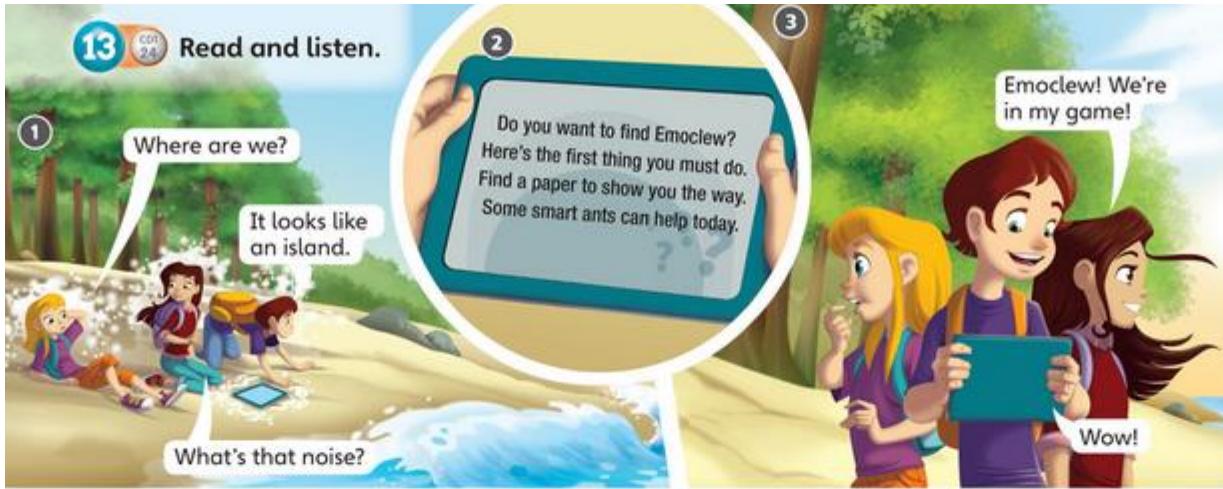 13 CD1 24 Read and listen.
1
Where are we?
It looks like
an island.
What's that noise?
2
Do you want to find Emoclew?
Here's the first thing you must do.
Find a paper to show you the way.
Some smart ants can help today.
? ? ?
3
Emoclew! We're
in my game!
Wow!